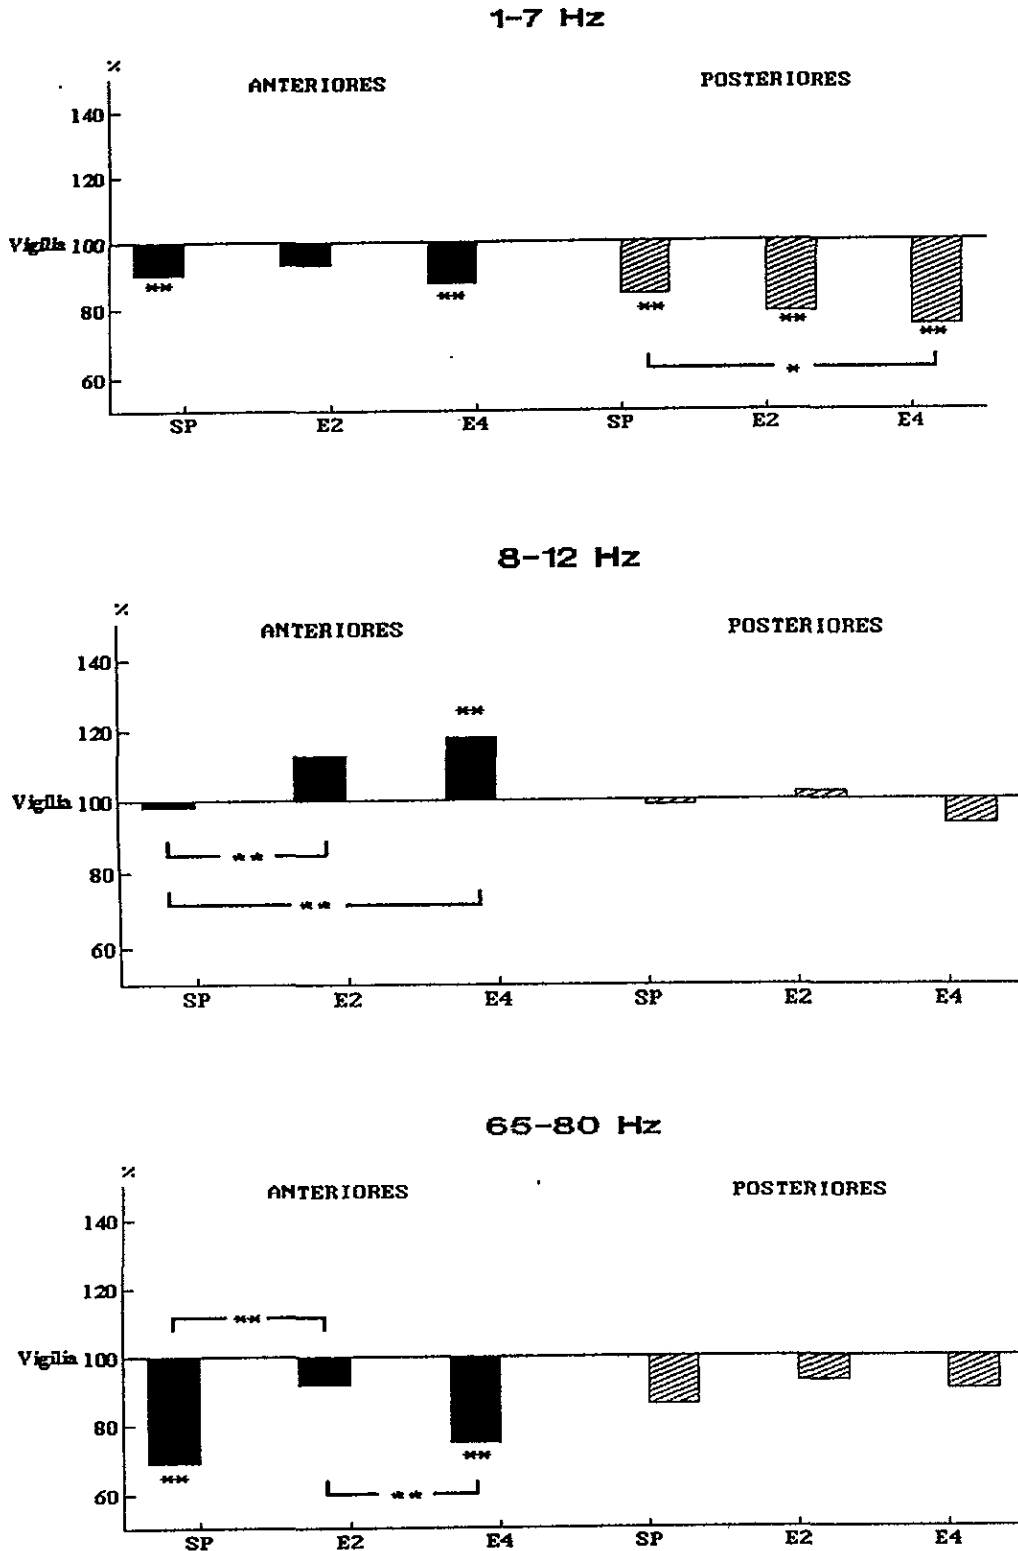 1-7 Hz
%
ANTERIORES POSTERIORES
140
120
Vigilia 100
** ** ** ** **
80
*
60
SP E2 E4 SP E2 E4
8-12 Hz
%
ANTERIORES POSTERIORES
140
**
120
Vigilia 100
**
80
**
60
SP E2 E4 SP E2 E4
65-80 Hz
%
ANTERIORES POSTERIORES
140
120
**
Vigilia 100
80
** **
**
60
SP E2 E4 SP E2 E4